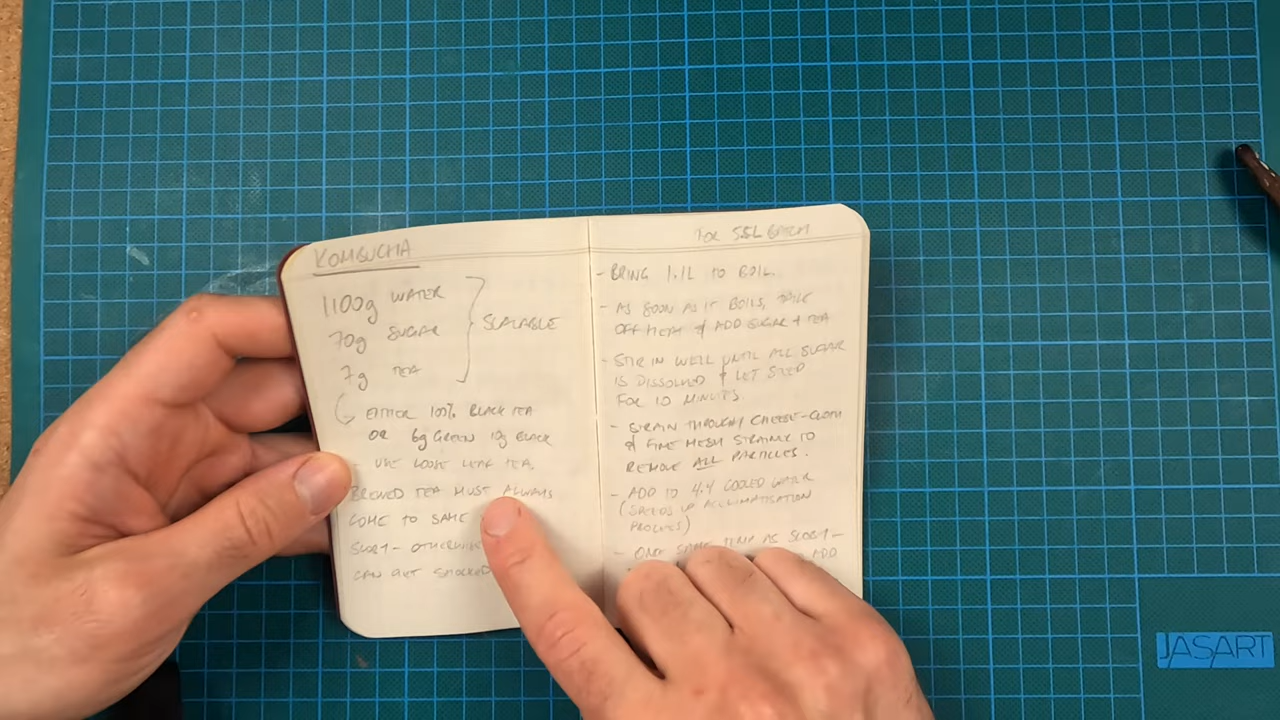 KOMBUCHA
1100g WATER
70g SUGAR
7g TEA
SCALABLE
EITHER 100% BLACK TEA
OR 6g GREEN 10g BLACK
- USE LOOSE LEAF TEA.
BREWED TEA MUST ALWAYS
COME TO SAME
SCOBY - OTHERWISE
CAN GET SHOCKED
FOR 5.5L BATCH
- BRING 1.1L TO BOIL.
- AS SOON AS IT BOILS, TAKE
OFF HEAT & ADD SUGAR + TEA
- STIR IN WELL UNTIL ALL SUGAR
IS DISSOLVED & LET STEEP
FOR 10 MINUTES.
- STRAIN THROUGH CHEESE-CLOTH
& FINE MESH STRAINER TO
REMOVE ALL PARTICLES.
- ADD TO 4.4 COOLED WATER
(SPEEDS UP ACCLIMATISATION
PROCESS)
- ONCE SAME TEMP AS SCOBY -
ADD
JASART